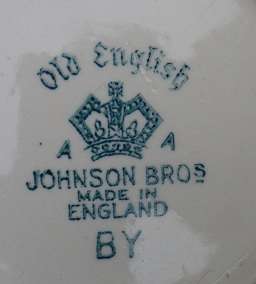 Old English
A A
JOHNSON BROS
MADE IN
ENGLAND
BY